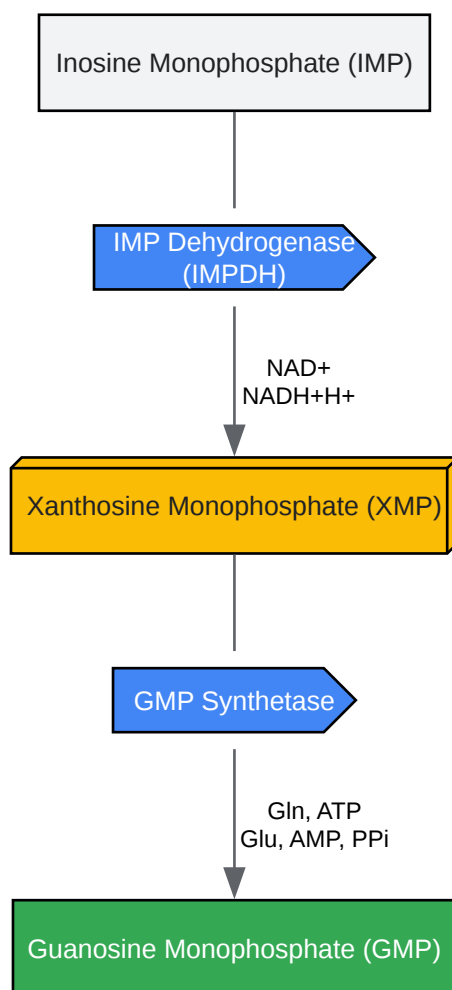 Inosine Monophosphate (IMP)
IMP Dehydrogenase
(IMPDH)
NAD+
NADH+H+
Xanthosine Monophosphate (XMP)
GMP Synthetase
Gln, ATP
Glu, AMP, PPi
Guanosine Monophosphate (GMP)